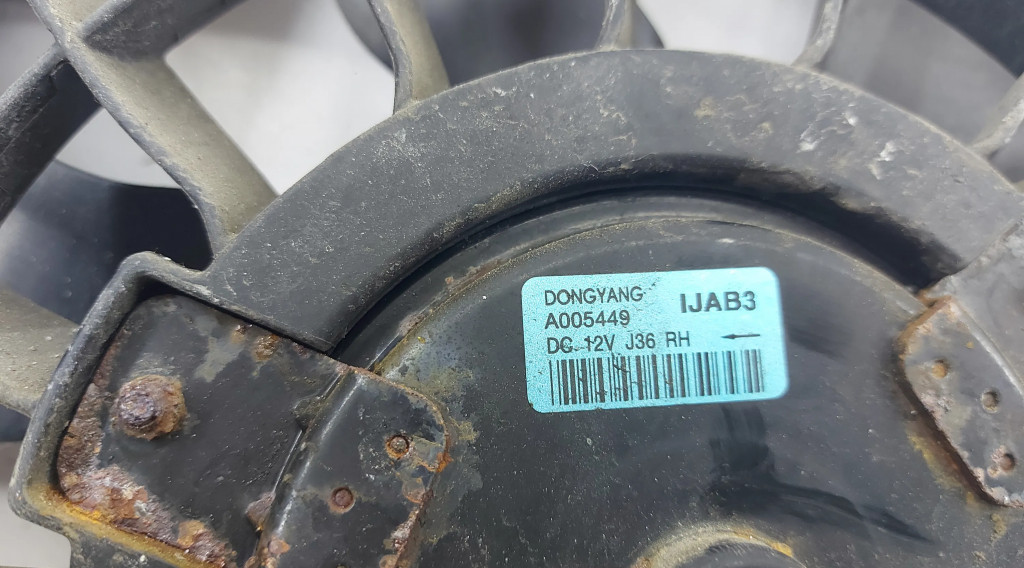 DONGYANG IJAB3
A005449
DC 12V J36 RH ←